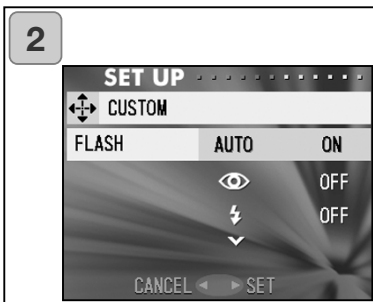 2
SET UP
CUSTOM
FLASH AUTO ON
OFF
OFF
CANCEL SET